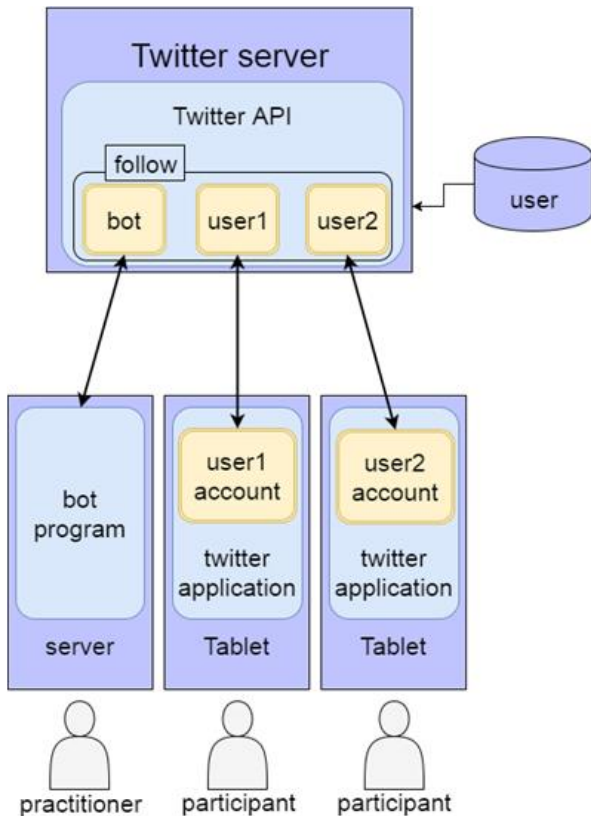 Twitter server
Twitter API
follow
bot
user1
user2
user
bot
program
server
user1
account
twitter
application
Tablet
user2
account
twitter
application
Tablet
practitioner
participant
participant